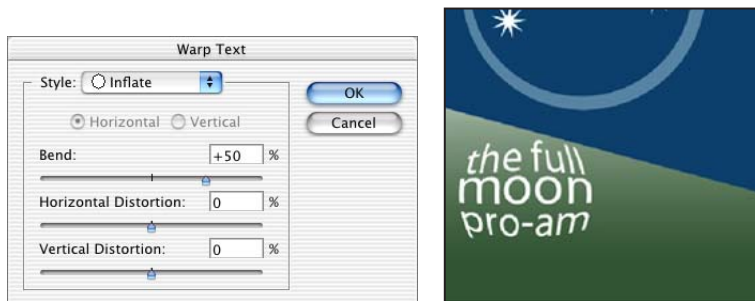 Warp Text
Style: Inflate
Horizontal Vertical
Bend: +50 %
Horizontal Distortion: 0 %
Vertical Distortion: 0 %
OK
Cancel
the full
moon
pro-am